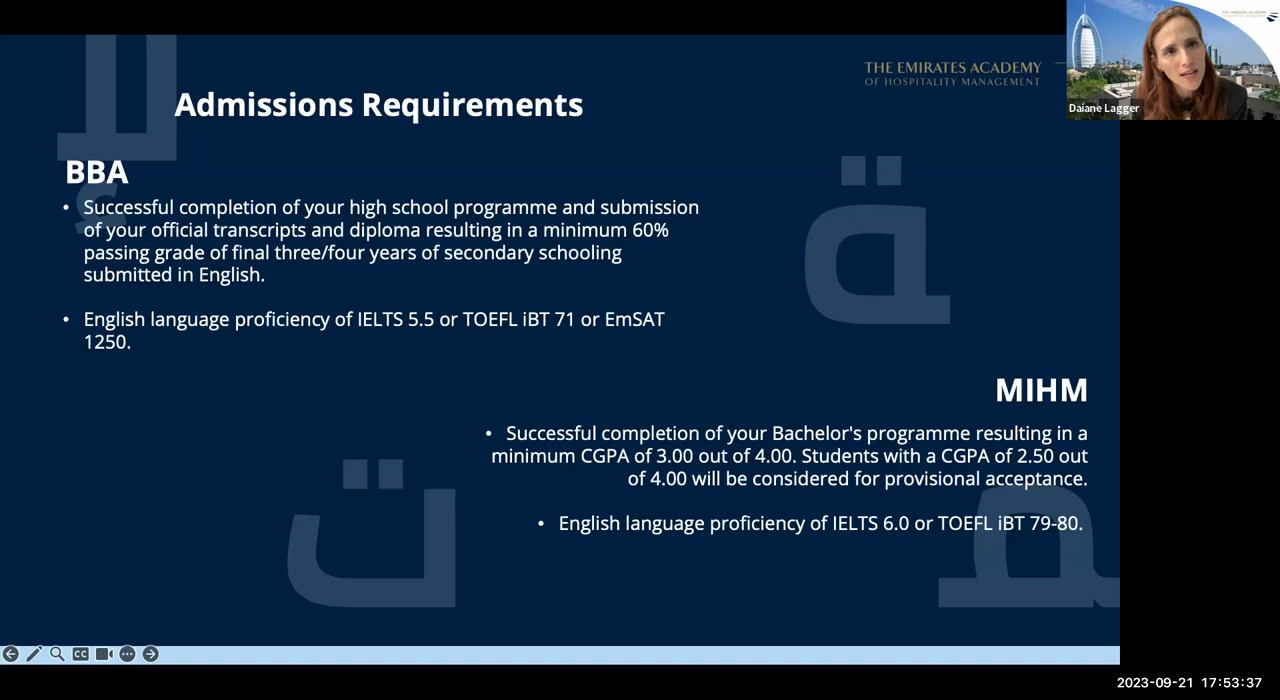 THE EMIRATES ACADEMY
OF HOSPITALITY MANAGEMENT
Admissions Requirements
BBA
• Successful completion of your high school programme and submission
of your official transcripts and diploma resulting in a minimum 60%
passing grade of final three/four years of secondary schooling
submitted in English.
• English language proficiency of IELTS 5.5 or TOEFL iBT 71 or EmSAT
1250.
MIHM
• Successful completion of your Bachelor's programme resulting in a
minimum CGPA of 3.00 out of 4.00. Students with a CGPA of 2.50 out
of 4.00 will be considered for provisional acceptance.
• English language proficiency of IELTS 6.0 or TOEFL iBT 79-80.
ة
ت
Daiane Lagger
CC
2023-09-21 17:53:37